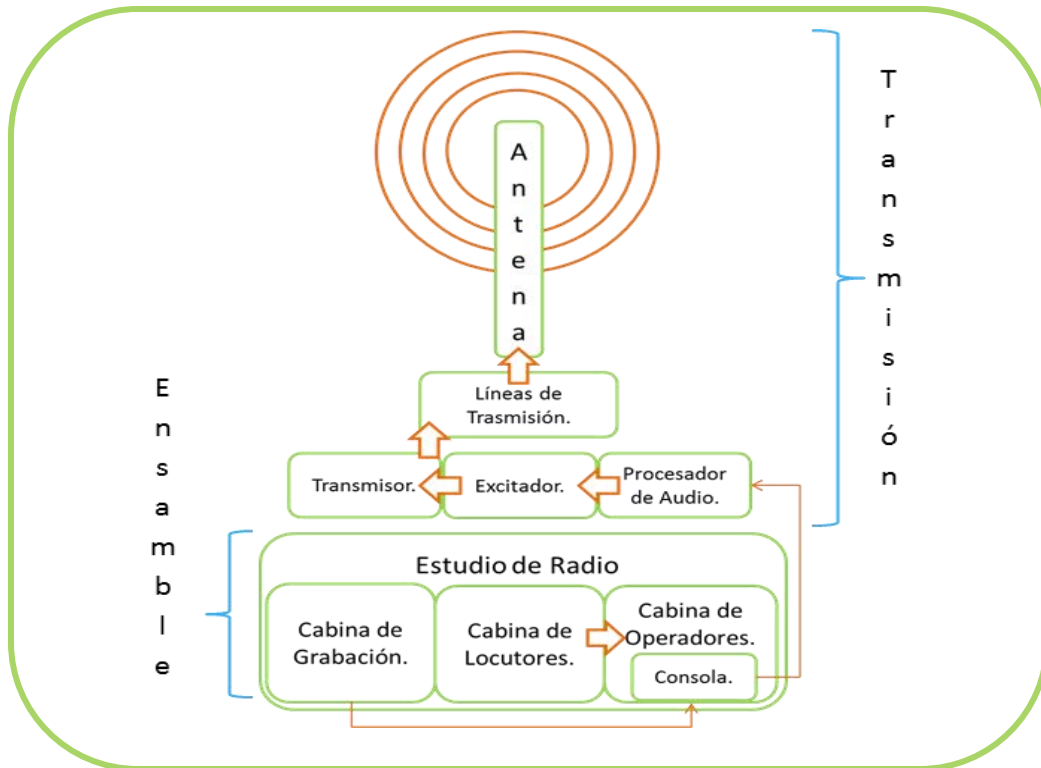 Transmisión
Antena
Ensamble
Líneas de
Trasmisión.
Transmisor.
Excitador.
Procesador
de Audio.
Estudio de Radio
Cabina de
Grabación.
Cabina de
Locutores.
Cabina de
Operadores.
Consola.